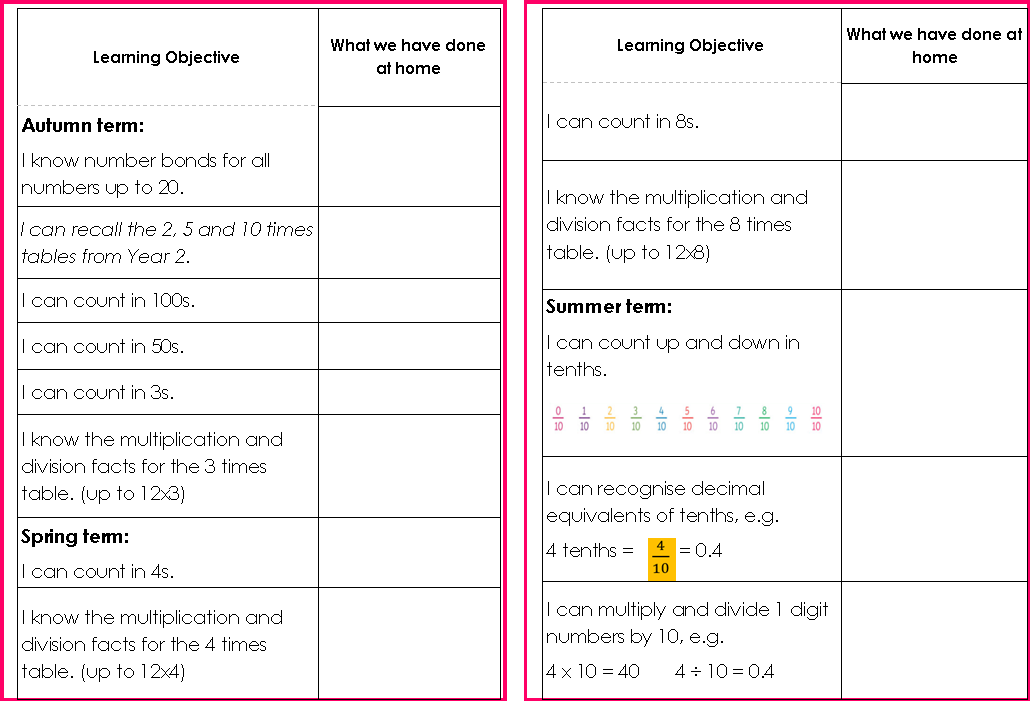 Learning Objective
What we have done
at home
Autumn term:
I know number bonds for all
numbers up to 20.
I can recall the 2, 5 and 10 times
tables from Year 2.
I can count in 100s.
I can count in 50s.
I can count in 3s.
I know the multiplication and
division facts for the 3 times
table. (up to 12x3)
Spring term:
I can count in 4s.
I know the multiplication and
division facts for the 4 times
table. (up to 12x4)
Learning Objective
What we have done at
home
I can count in 8s.
I know the multiplication and
division facts for the 8 times
table. (up to 12x8)
Summer term:
I can count up and down in
tenths.
0/10 1/10 2/10 3/10 4/10 5/10 6/10 7/10 8/10 9/10 10/10
I can recognise decimal
equivalents of tenths, e.g.
4 tenths = 4/10 = 0.4
I can multiply and divide 1 digit
numbers by 10, e.g.
4 x 10 = 40 4 ÷ 10 = 0.4